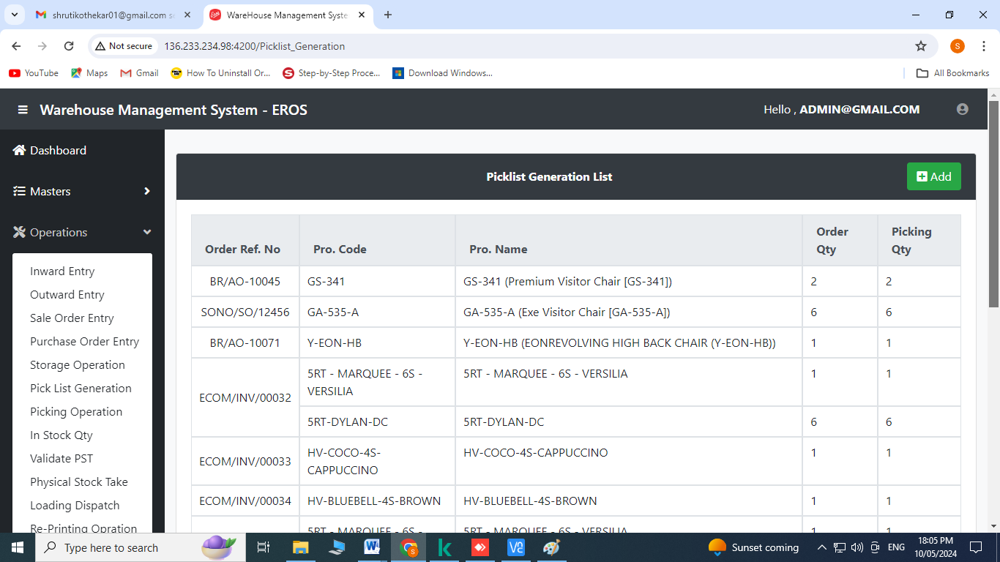 shrutikothekar01@gmail.com
WareHouse Management Syste
Not secure
136.233.234.98:4200/Picklist_Generation
S
YouTube
Maps
Gmail
How To Uninstall Or...
Step-by-Step Proce...
Download Windows...
All Bookmarks
Warehouse Management System - EROS
Hello , ADMIN@GMAIL.COM
Dashboard
Masters
Operations
Inward Entry
Outward Entry
Sale Order Entry
Purchase Order Entry
Storage Operation
Pick List Generation
Picking Operation
In Stock Qty
Validate PST
Physical Stock Take
Loading Dispatch
Re-Printing Opration
Picklist Generation List
Add
Order Ref. No Pro. Code Pro. Name Order Qty Picking Qty
BR/AO-10045 GS-341 GS-341 (Premium Visitor Chair [GS-341]) 2 2
SONO/SO/12456 GA-535-A GA-535-A (Exe Visitor Chair [GA-535-A]) 6 6
BR/AO-10071 Y-EON-HB Y-EON-HB (EONREVOLVING HIGH BACK CHAIR (Y-EON-HB)) 1 1
ECOM/INV/00032 5RT - MARQUEE - 6S - VERSILIA 5RT - MARQUEE - 6S - VERSILIA 1 1
5RT-DYLAN-DC 5RT-DYLAN-DC 6 6
ECOM/INV/00033 HV-COCO-4S-CAPPUCCINO HV-COCO-4S-CAPPUCCINO 1 1
ECOM/INV/00034 HV-BLUEBELL-4S-BROWN HV-BLUEBELL-4S-BROWN 1 1
5RT - MARQUEE - 6S - 5RT - MARQUEE - 6S - VERSILIA 1 1
Type here to search
Sunset coming
ENG
18:05 PM
10/05/2024